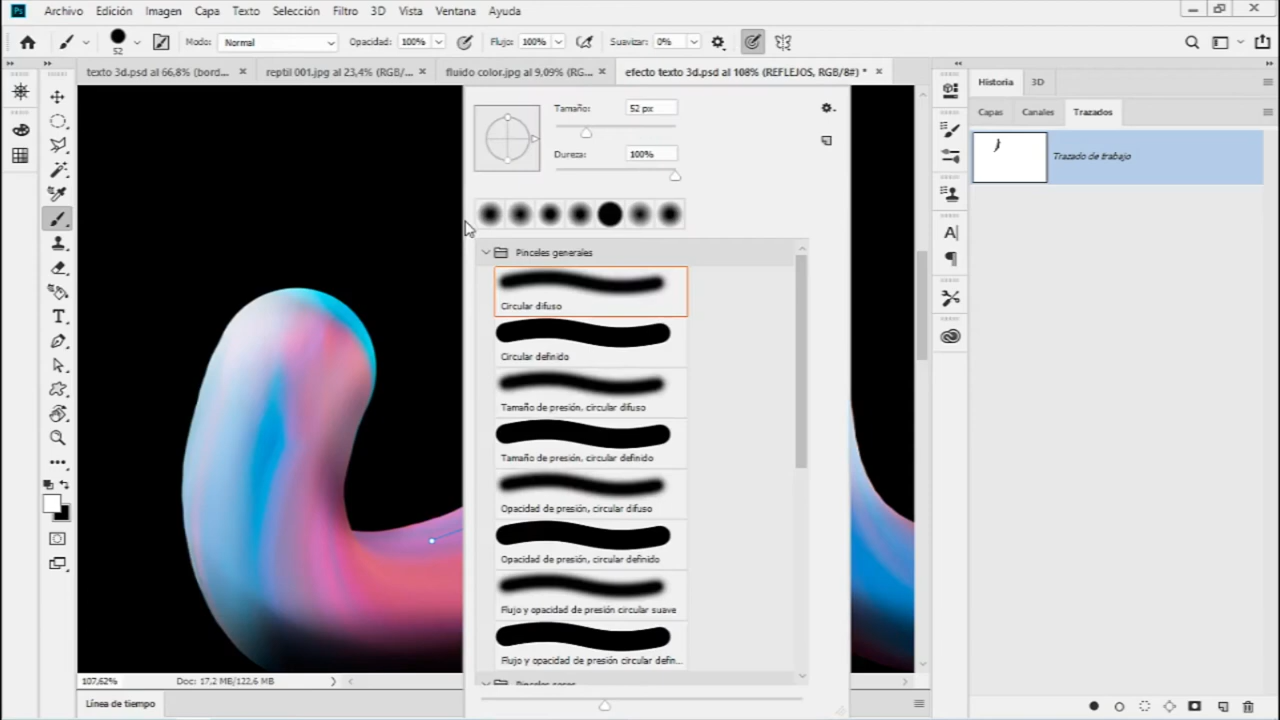 Ps Archivo Edición Imagen Capa Texto Selección Filtro 3D Vista Ventana Ayuda
52 Modo: Normal Opacidad: 100% Flujo: 100% Suavizar: 0%
texto 3d.psd al 66,8% (bord... × reptil 001.jpg al 23,4% (RGB/... × fluido color.jpg al 9,09% (RG... × efecto texto 3d.psd al 108% (REFLEJOS, RGB/8#) * ×
Historia 3D
Capas Canales Trazados
Tamaño: 52 px
Dureza: 100%
Trazado de trabajo
Pinceles generales
Circular difuso
Circular definido
Tamaño de presión, circular difuso
Tamaño de presión, circular definido
Opacidad de presión, circular difuso
Opacidad de presión, circular definido
Flujo y opacidad de presión circular suave
Flujo y opacidad de presión circular defin...
107,62% Doc: 17,2 MB/122,6 MB
Línea de tiempo